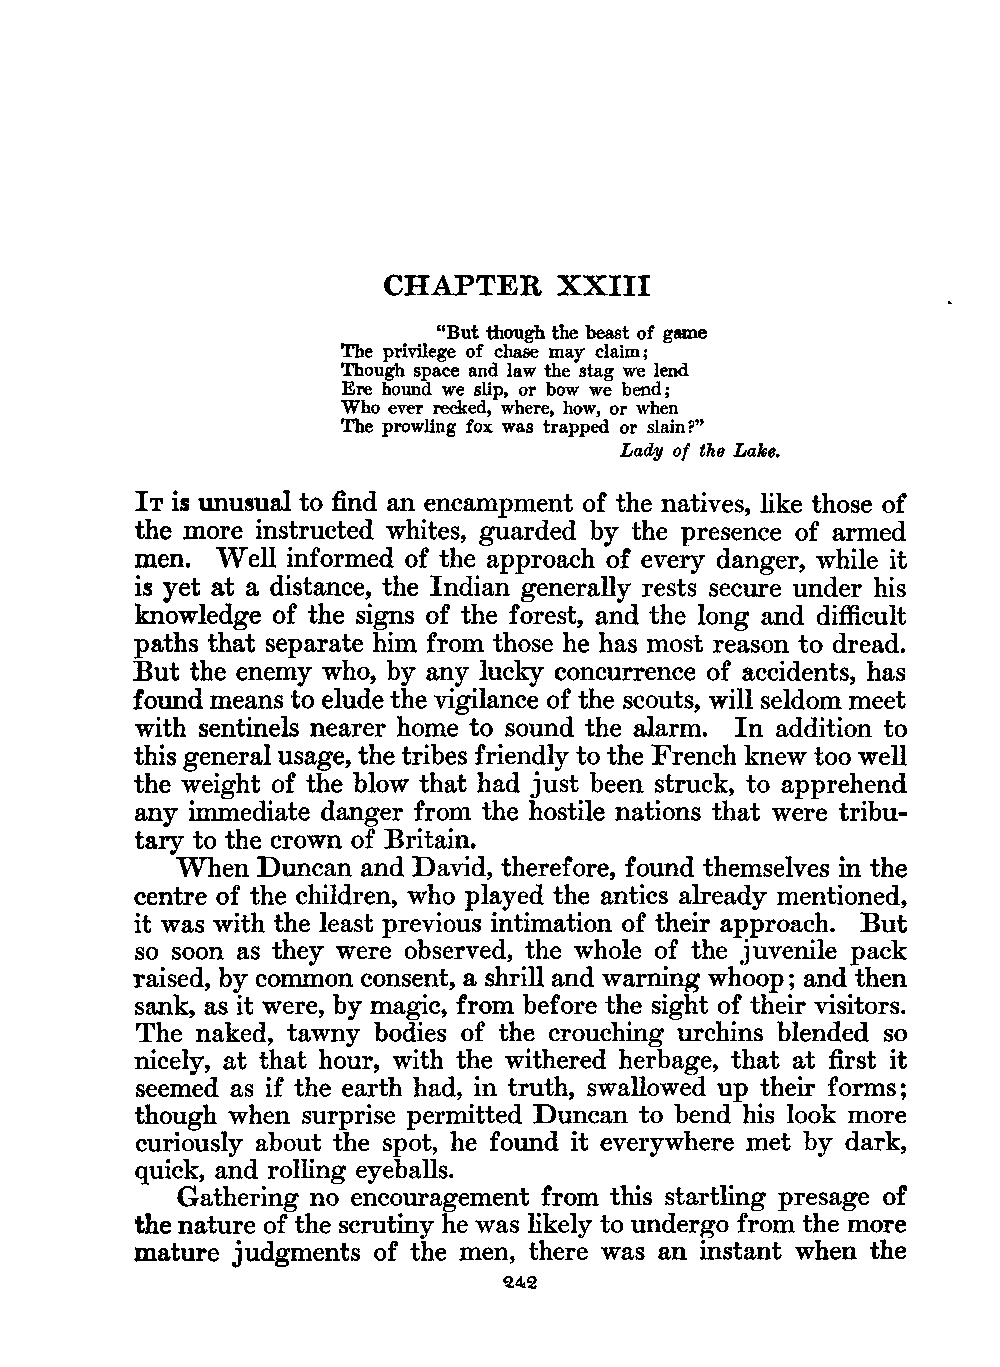 CHAPTER XXIII
“But though the beast of game
The privilege of chase may claim;
Though space and law the stag we lend
Ere hound we slip, or bow we bend;
Who ever recked, where, how, or when
The prowling fox was trapped or slain?”
Lady of the Lake.
IT is unusual to find an encampment of the natives, like those of
the more instructed whites, guarded by the presence of armed
men. Well informed of the approach of every danger, while it
is yet at a distance, the Indian generally rests secure under his
knowledge of the signs of the forest, and the long and difficult
paths that separate him from those he has most reason to dread.
But the enemy who, by any lucky concurrence of accidents, has
found means to elude the vigilance of the scouts, will seldom meet
with sentinels nearer home to sound the alarm. In addition to
this general usage, the tribes friendly to the French knew too well
the weight of the blow that had just been struck, to apprehend
any immediate danger from the hostile nations that were tribu-
tary to the crown of Britain.
When Duncan and David, therefore, found themselves in the
centre of the children, who played the antics already mentioned,
it was with the least previous intimation of their approach. But
so soon as they were observed, the whole of the juvenile pack
raised, by common consent, a shrill and warning whoop; and then
sank, as it were, by magic, from before the sight of their visitors.
The naked, tawny bodies of the crouching urchins blended so
nicely, at that hour, with the withered herbage, that at first it
seemed as if the earth had, in truth, swallowed up their forms;
though when surprise permitted Duncan to bend his look more
curiously about the spot, he found it everywhere met by dark,
quick, and rolling eyeballs.
Gathering no encouragement from this startling presage of
the nature of the scrutiny he was likely to undergo from the more
mature judgments of the men, there was an instant when the
242